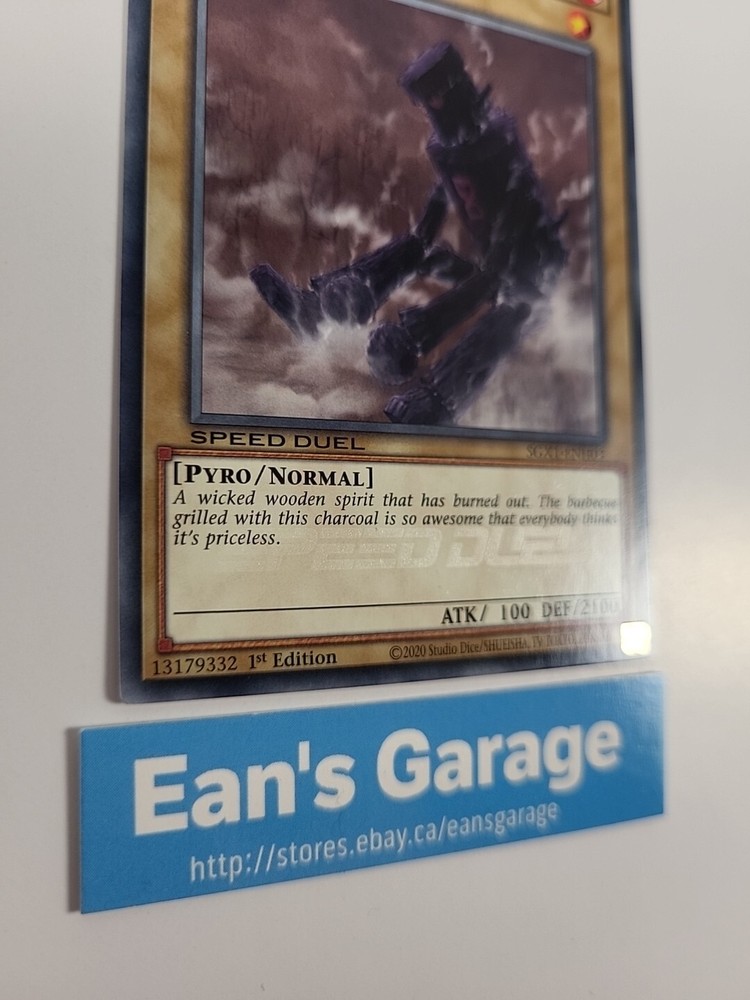 SPEED DUEL
[PYRO/NORMAL]
A wicked wooden spirit that has burned out. The barbecue
grilled with this charcoal is so awesome that everybody thinks
it's priceless.
SPEED DUEL
ATK/ 100 DEF/2100
13179332 1st Edition
©2020 Studio Dice/SHUEISHA, TV TOKYO,
Ean's Garage
http://stores.ebay.ca/eansgarage